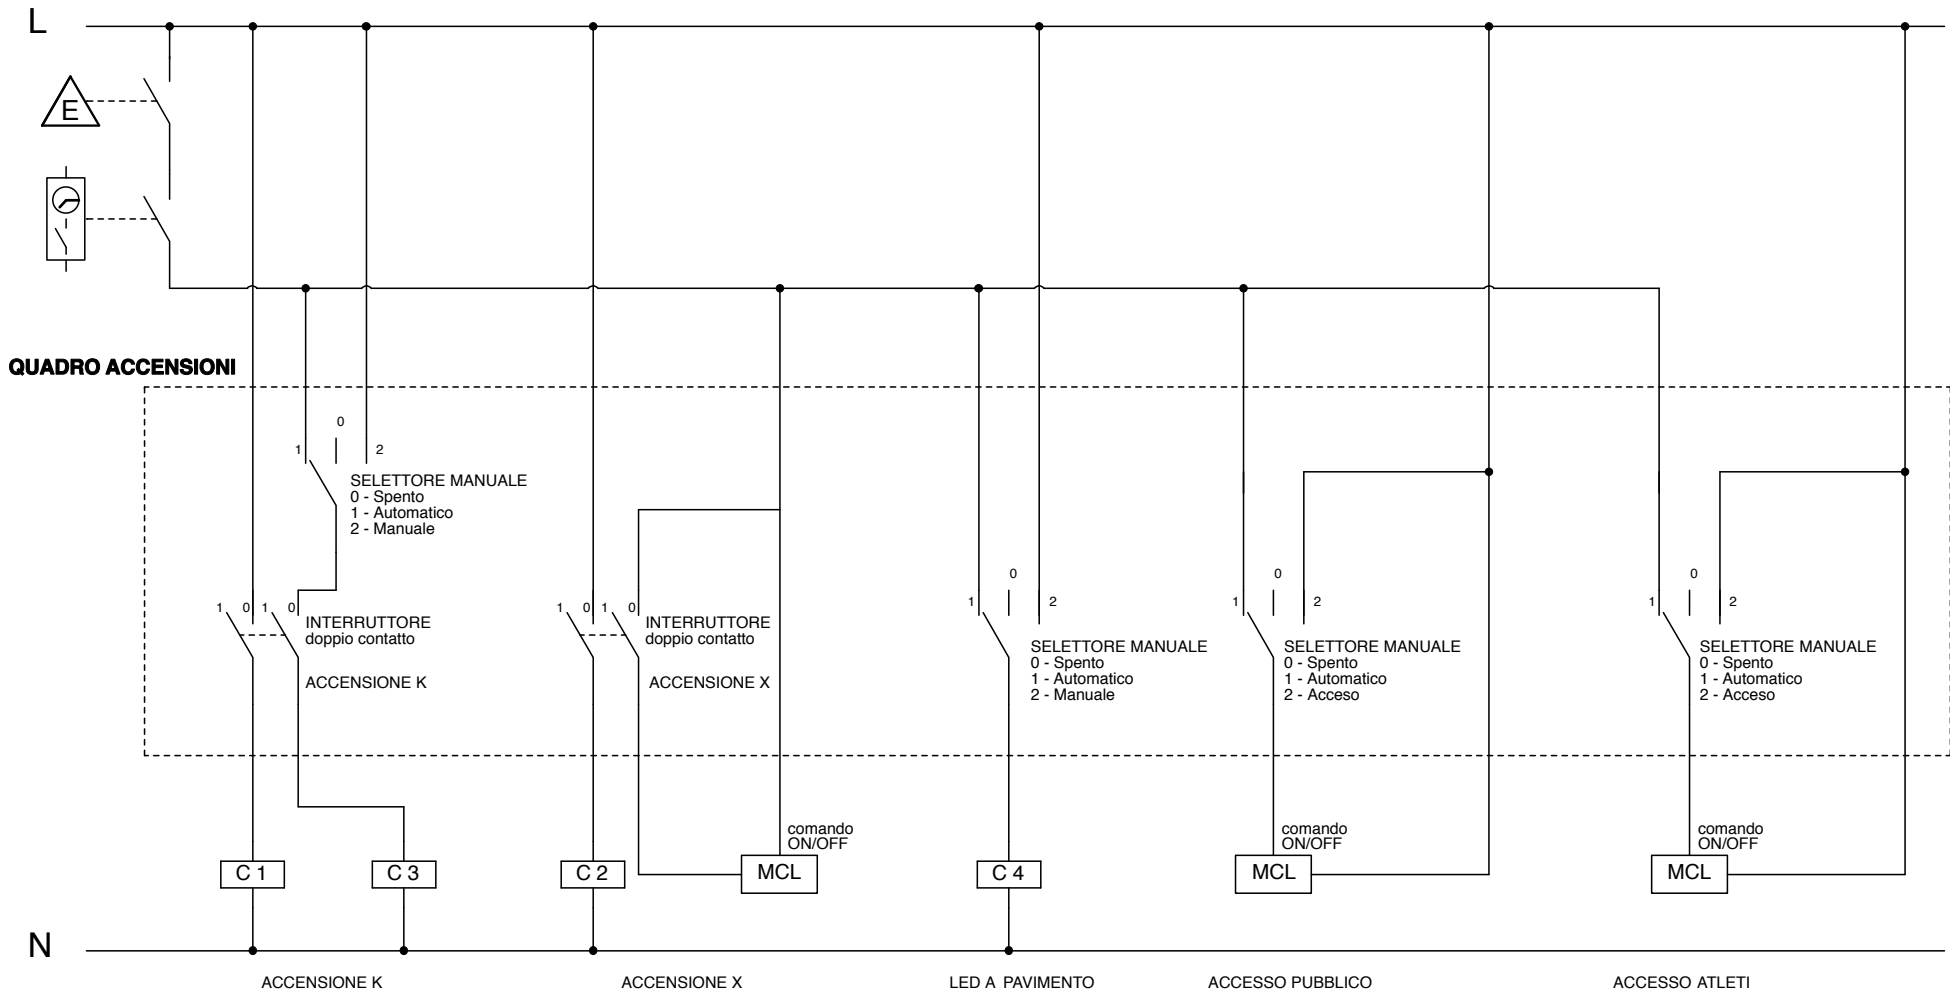 L
E
QUADRO ACCENSIONI
0
1
2
SELETTORE MANUALE
0 - Spento
1 - Automatico
2 - Manuale
1 0 1 0
INTERRUTTORE
doppio contatto
ACCENSIONE K
1 0 1 0
INTERRUTTORE
doppio contatto
ACCENSIONE X
0
1
2
SELETTORE MANUALE
0 - Spento
1 - Automatico
2 - Manuale
0
1
2
SELETTORE MANUALE
0 - Spento
1 - Automatico
2 - Acceso
0
1
2
SELETTORE MANUALE
0 - Spento
1 - Automatico
2 - Acceso
C 1
C 3
C 2
comando
ON/OFF
MCL
C 4
comando
ON/OFF
MCL
comando
ON/OFF
MCL
N
ACCENSIONE K
ACCENSIONE X
LED A PAVIMENTO
ACCESSO PUBBLICO
ACCESSO ATLETI